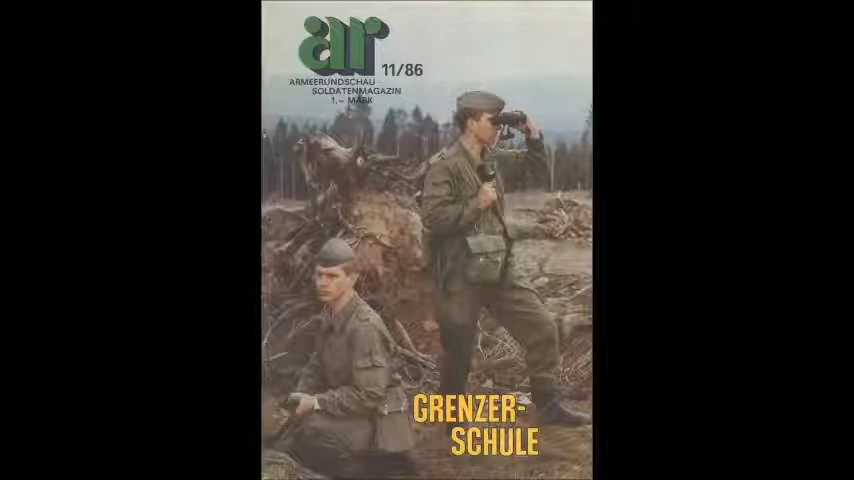 ar
11/86
ARMEERUNDSCHAU
SOLDATENMAGAZIN
1,– MARK
GRENZER-
SCHULE